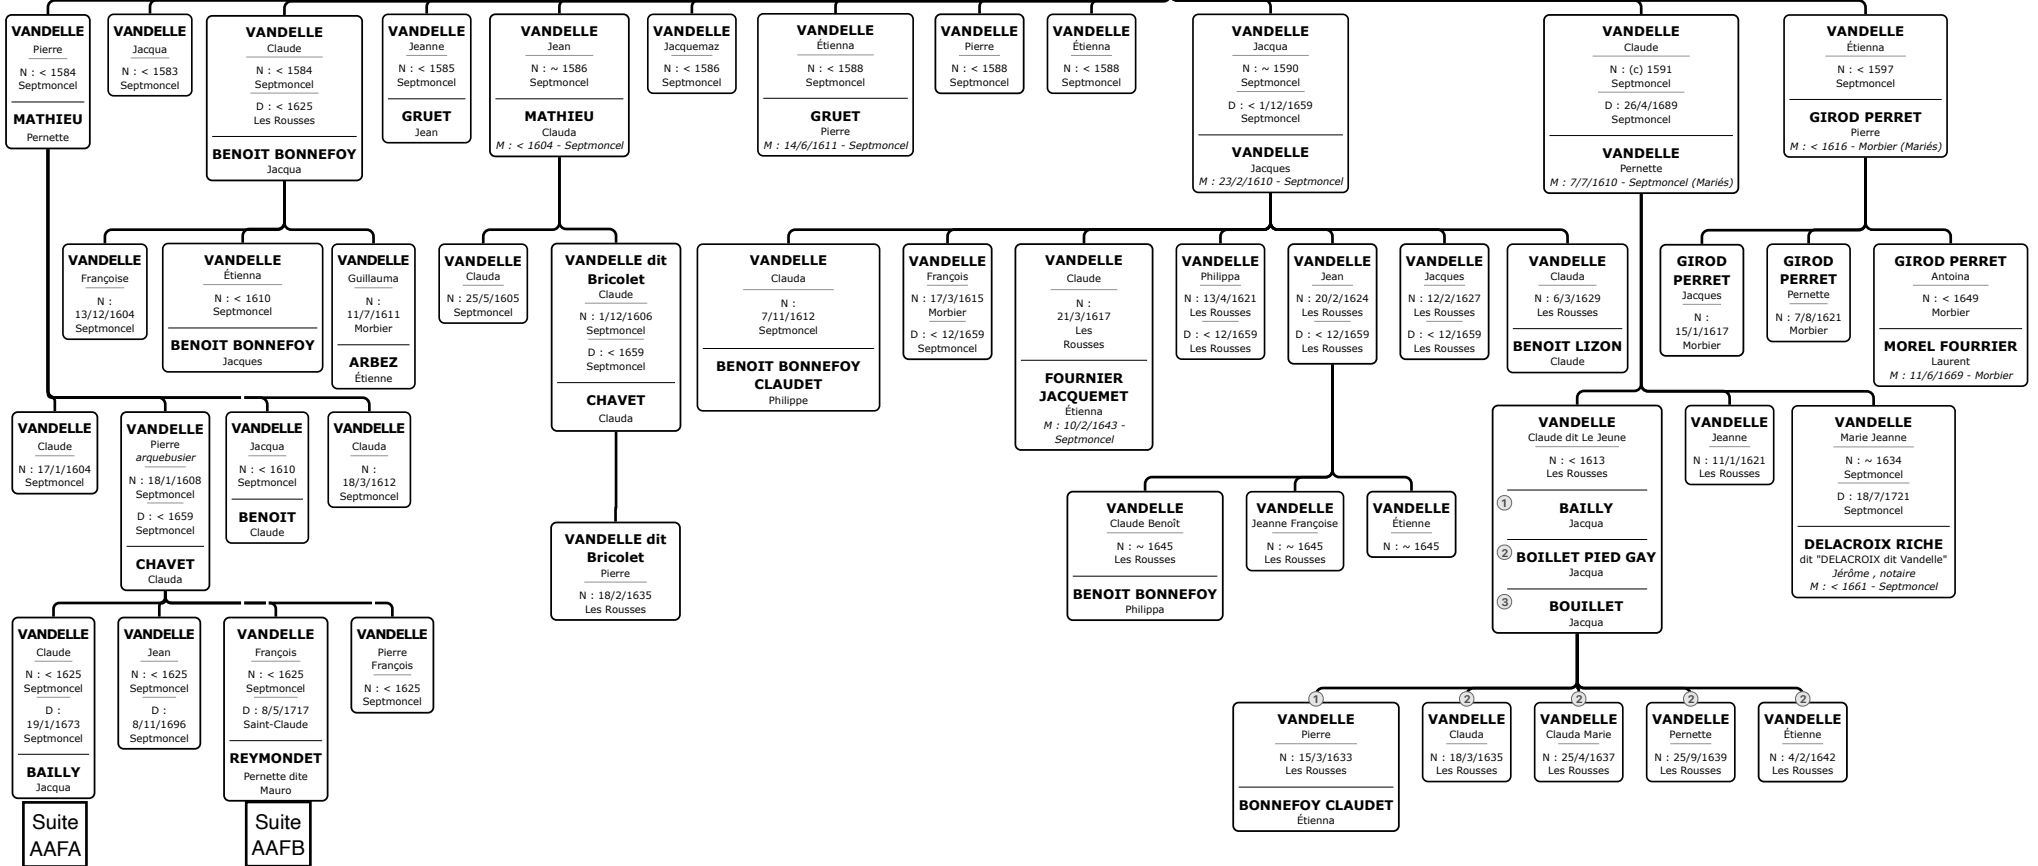 VANDELLE
Pierre
N : < 1584
Septmoncel
MATHIEU
Pernette
VANDELLE
Jacqua
N : < 1583
Septmoncel
VANDELLE
Claude
N : < 1584
Septmoncel
D : < 1625
Les Rousses
BENOIT BONNEFOY
Jacqua
VANDELLE
Jeanne
N : < 1585
Septmoncel
GRUET
Jean
VANDELLE
Jean
N : ~ 1586
Septmoncel
MATHIEU
Clauda
M : < 1604 - Septmoncel
VANDELLE
Jacquemaz
N : < 1586
Septmoncel
VANDELLE
Étienna
N : < 1588
Septmoncel
GRUET
Pierre
M : 14/6/1611 - Septmoncel
VANDELLE
Pierre
N : < 1588
Septmoncel
VANDELLE
Étienna
N : < 1588
Septmoncel
VANDELLE
Jacqua
N : ~ 1590
Septmoncel
D : < 1/12/1659
Septmoncel
VANDELLE
Jacques
M : 23/2/1610 - Septmoncel
VANDELLE
Claude
N : (c) 1591
Septmoncel
D : 26/4/1689
Septmoncel
VANDELLE
Pernette
M : 7/7/1610 - Septmoncel (Mariés)
VANDELLE
Étienna
N : < 1597
Septmoncel
GIROD PERRET
Pierre
M : < 1616 - Morbier (Mariés)
VANDELLE
Françoise
N :
13/12/1604
Septmoncel
VANDELLE
Étienna
N : < 1610
Septmoncel
BENOIT BONNEFOY
Jacques
VANDELLE
Guillauma
N :
11/7/1611
Morbier
ARBEZ
Étienne
VANDELLE
Clauda
N : 25/5/1605
Septmoncel
VANDELLE dit
Bricolet
Claude
N : 1/12/1606
Septmoncel
D : < 1659
Septmoncel
CHAVET
Clauda
VANDELLE
Clauda
N :
7/11/1612
Septmoncel
BENOIT BONNEFOY
CLAUDET
Philippe
VANDELLE
François
N : 17/3/1615
Morbier
D : < 12/1659
Septmoncel
VANDELLE
Claude
N :
21/3/1617
Les
Rousses
FOURNIER
JACQUEMET
Étienna
M : 10/2/1643 -
Septmoncel
VANDELLE
Philippa
N : 13/4/1621
Les Rousses
D : < 12/1659
Les Rousses
VANDELLE
Jean
N : 20/2/1624
Les Rousses
D : < 12/1659
Les Rousses
VANDELLE
Jacques
N : 12/2/1627
Les Rousses
D : < 12/1659
Les Rousses
VANDELLE
Clauda
N : 6/3/1629
Les Rousses
BENOIT LIZON
Claude
GIROD
PERRET
Jacques
N :
15/1/1617
Morbier
GIROD
PERRET
Pernette
N : 7/8/1621
Morbier
GIROD PERRET
Antoina
N : < 1649
Morbier
MOREL FOURRIER
Laurent
M : 11/6/1669 - Morbier
VANDELLE
Claude
N : 17/1/1604
Septmoncel
VANDELLE
Pierre
arquebusier
N : 18/1/1608
Septmoncel
D : < 1659
Septmoncel
CHAVET
Clauda
VANDELLE
Jacqua
N : < 1610
Septmoncel
BENOIT
Claude
VANDELLE
Clauda
N :
18/3/1612
Septmoncel
VANDELLE dit
Bricolet
Pierre
N : 18/2/1635
Les Rousses
VANDELLE
Claude Benoît
N : ~ 1645
Les Rousses
BENOIT BONNEFOY
Philippa
VANDELLE
Jeanne Françoise
N : ~ 1645
Les Rousses
VANDELLE
Étienne
N : ~ 1645
VANDELLE
Claude dit Le Jeune
N : < 1613
Les Rousses
1
BAILLY
Jacqua
2
BOILLET PIED GAY
Jacqua
3
BOUILLET
Jacqua
VANDELLE
Jeanne
N : 11/1/1621
Les Rousses
VANDELLE
Marie Jeanne
N : ~ 1634
Septmoncel
D : 18/7/1721
Septmoncel
DELACROIX RICHE
dit "DELACROIX dit Vandelle"
Jérôme , notaire
M : < 1661 - Septmoncel
VANDELLE
Claude
N : < 1625
Septmoncel
D :
19/1/1673
Septmoncel
BAILLY
Jacqua
Suite
AAFA
VANDELLE
Jean
N : < 1625
Septmoncel
D :
8/11/1696
Septmoncel
VANDELLE
François
N : < 1625
Septmoncel
D : 8/5/1717
Saint-Claude
REYMONDET
Pernette dite
Mauro
Suite
AAFB
VANDELLE
Pierre
François
N : < 1625
Septmoncel
1
VANDELLE
Pierre
N : 15/3/1633
Les Rousses
BONNEFOY CLAUDET
Étienna
2
VANDELLE
Clauda
N : 18/3/1635
Les Rousses
2
VANDELLE
Clauda Marie
N : 25/4/1637
Les Rousses
2
VANDELLE
Pernette
N : 25/9/1639
Les Rousses
2
VANDELLE
Étienne
N : 4/2/1642
Les Rousses